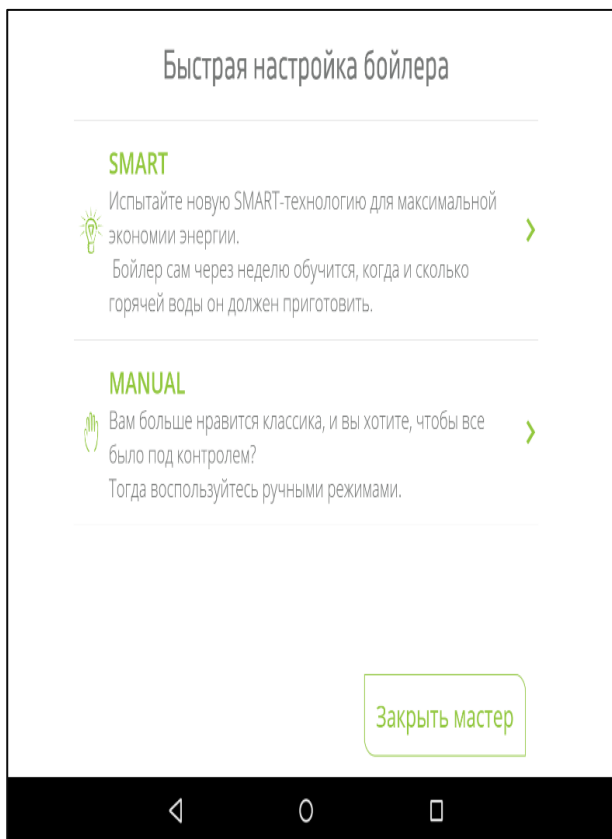 Быстрая настройка бойлера
SMART
Испытайте новую SMART-технологию для максимальной
экономии энергии.
Бойлер сам через неделю обучится, когда и сколько
горячей воды он должен приготовить.
MANUAL
Вам больше нравится классика, и вы хотите, чтобы все
было под контролем?
Тогда воспользуйтесь ручными режимами.
Закрыть мастер